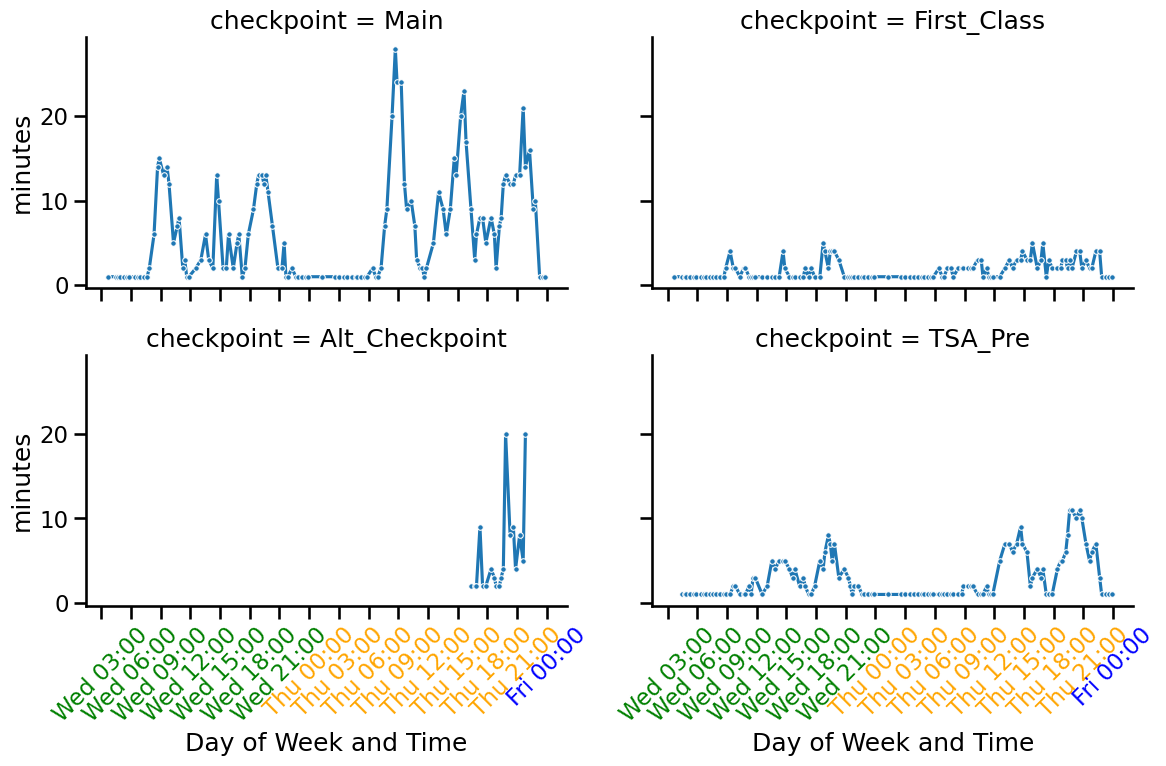 checkpoint = Main
checkpoint = First_Class
minutes
20
10
0
checkpoint = Alt_Checkpoint
checkpoint = TSA_Pre
minutes
20
10
0
Wed 03:00
Wed 06:00
Wed 09:00
Wed 12:00
Wed 15:00
Wed 18:00
Wed 21:00
Thu 00:00
Thu 03:00
Thu 06:00
Thu 09:00
Thu 12:00
Thu 15:00
Thu 18:00
Thu 21:00
Fri 00:00
Wed 03:00
Wed 06:00
Wed 09:00
Wed 12:00
Wed 15:00
Wed 18:00
Wed 21:00
Thu 00:00
Thu 03:00
Thu 06:00
Thu 09:00
Thu 12:00
Thu 15:00
Thu 18:00
Thu 21:00
Fri 00:00
Day of Week and Time
Day of Week and Time